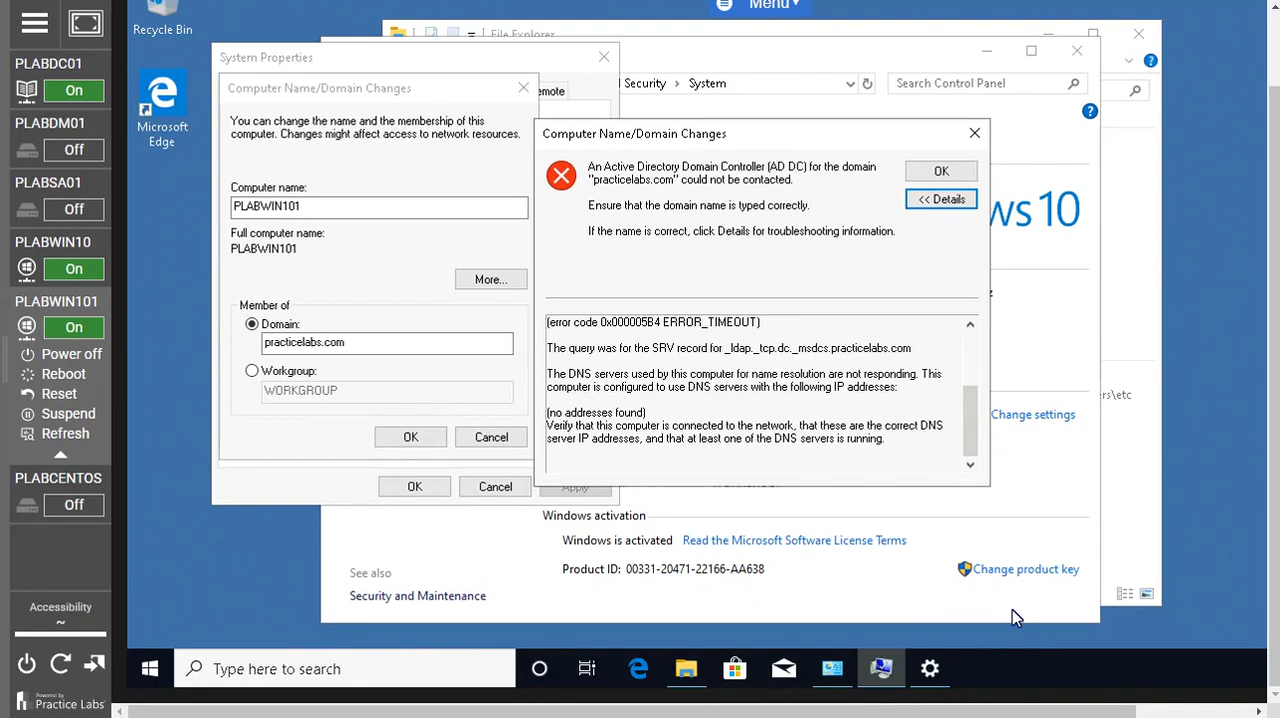 Menu
Recycle Bin
File Explorer
PLABDC01
On
PLABDM01
Off
PLABSA01
Off
PLABWIN10
On
PLABWIN101
On
Power off
Reboot
Reset
Suspend
Refresh
PLABCENTOS
Off
Accessibility
~
Powered by
Practice Labs
Microsoft
Edge
System Properties
Computer Name/Domain Changes
You can change the name and the membership of this
computer. Changes might affect access to network resources.
Computer name:
PLABWIN101
Full computer name:
PLABWIN101
More...
Member of
Domain:
practicelabs.com
Workgroup:
WORKGROUP
OK Cancel
OK Cancel Apply
emote
d Security > System
Search Control Panel
Computer Name/Domain Changes
An Active Directory Domain Controller (AD DC) for the domain
"practicelabs.com" could not be contacted.
Ensure that the domain name is typed correctly.
If the name is correct, click Details for troubleshooting information.
OK
<< Details
(error code 0x000005B4 ERROR_TIMEOUT)
The query was for the SRV record for _ldap._tcp.dc._msdcs.practicelabs.com
The DNS servers used by this computer for name resolution are not responding. This
computer is configured to use DNS servers with the following IP addresses:
(no addresses found)
Verify that this computer is connected to the network, that these are the correct DNS
server IP addresses, and that at least one of the DNS servers is running.
ws 10
ers\etc
Change settings
Windows activation
Windows is activated Read the Microsoft Software License Terms
Product ID: 00331-20471-22166-AA638
Change product key
See also
Security and Maintenance
Type here to search